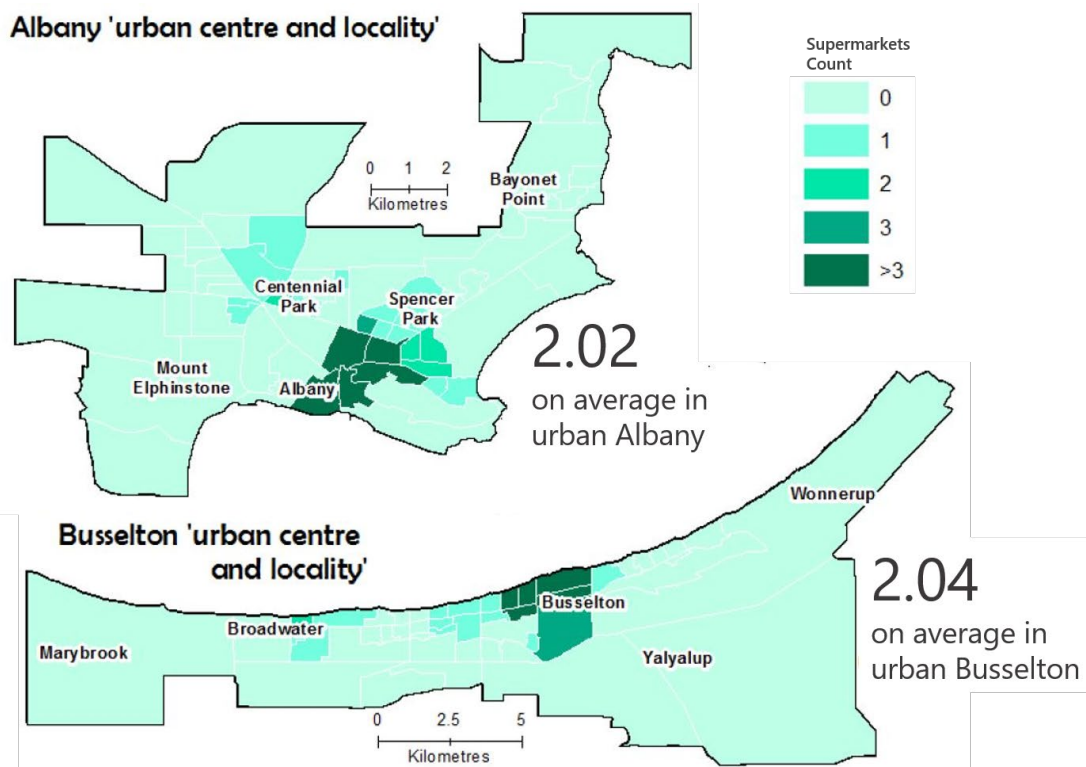 Albany 'urban centre and locality'
Supermarkets
Count
0
1
2
3
>3
0 1 2
Kilometres
Bayonet
Point
Centennial
Park
Spencer
Park
Mount
Elphinstone
Albany
2.02
on average in
urban Albany
Busselton 'urban centre
and locality'
Wonnerup
Busselton
Broadwater
Marybrook
Yalyalup
2.04
on average in
urban Busselton
0 2.5 5
Kilometres